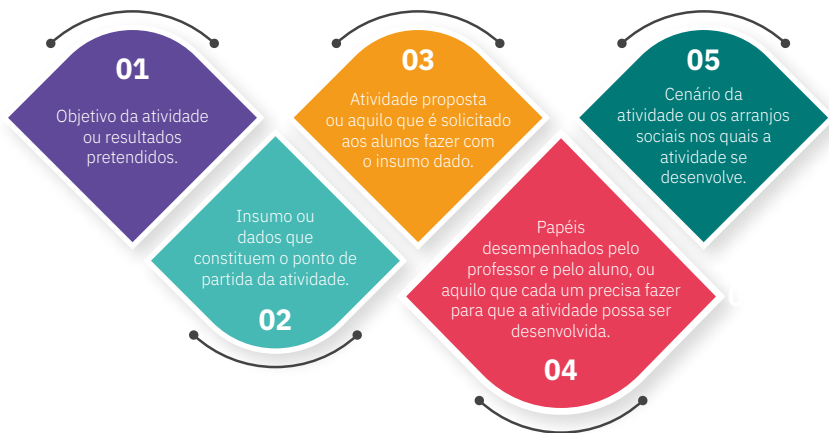 01
Objetivo da atividade
ou resultados
pretendidos.
Insumo ou
dados que
constituem o ponto de
partida da atividade.
02
03
Atividade proposta
ou aquilo que é solicitado
aos alunos fazer com
o insumo dado.
Papéis
desempenhados pelo
professor e pelo aluno, ou
aquilo que cada um precisa fazer
para que a atividade possa ser
desenvolvida.
04
05
Cenário da
atividade ou os arranjos
sociais nos quais a
atividade se
desenvolve.